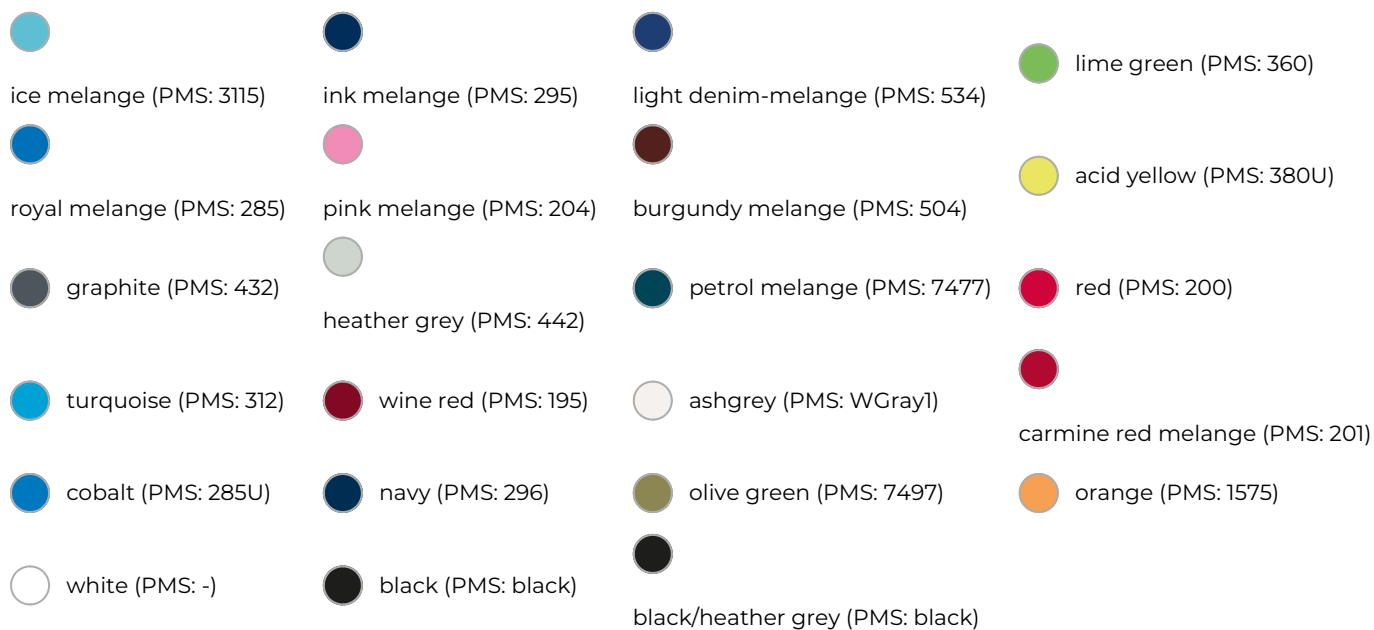 ice melange (PMS: 3115)
ink melange (PMS: 295)
light denim-melange (PMS: 534)
lime green (PMS: 360)
royal melange (PMS: 285)
pink melange (PMS: 204)
burgundy melange (PMS: 504)
acid yellow (PMS: 380U)
graphite (PMS: 432)
heather grey (PMS: 442)
petrol melange (PMS: 7477)
red (PMS: 200)
turquoise (PMS: 312)
wine red (PMS: 195)
ashgrey (PMS: WGray1)
carmine red melange (PMS: 201)
cobalt (PMS: 285U)
navy (PMS: 296)
olive green (PMS: 7497)
orange (PMS: 1575)
white (PMS: -)
black (PMS: black)
black/heather grey (PMS: black)